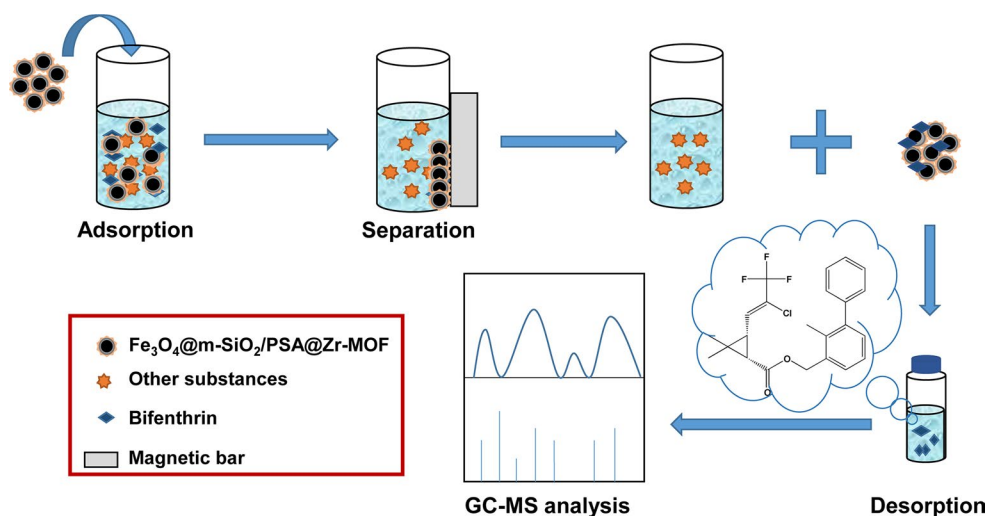 Adsorption
Separation
F
F
F
Cl
O
O
Fe3O4@m-SiO2/PSA@Zr-MOF
Other substances
Bifenthrin
Magnetic bar
GC-MS analysis
Desorption